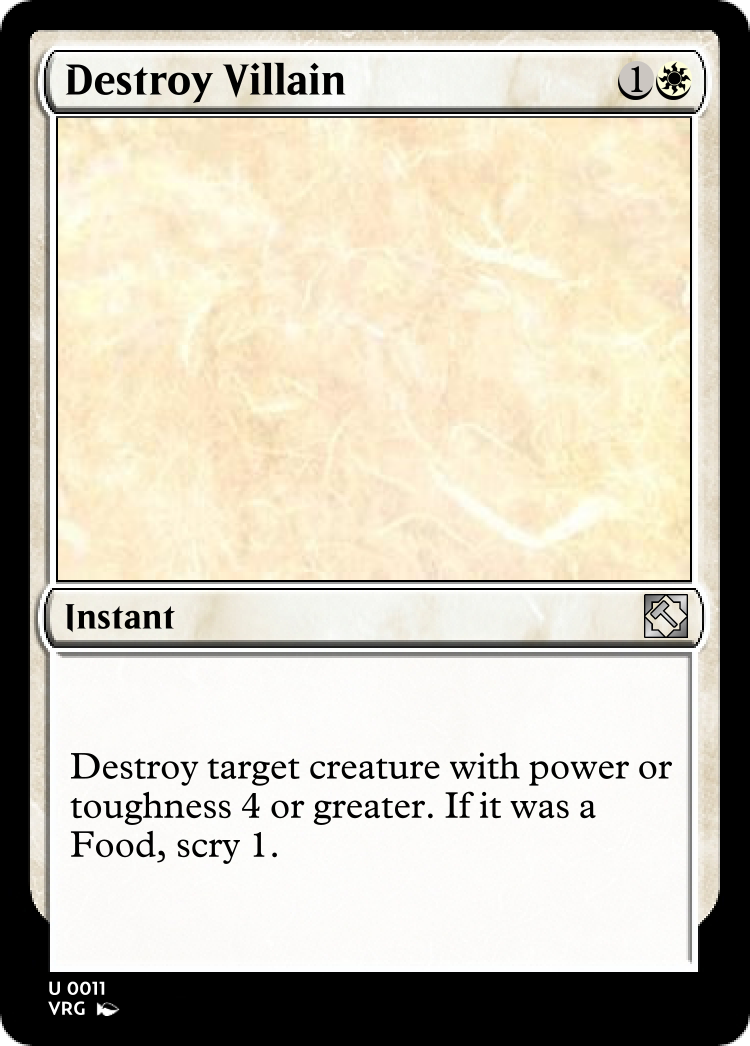 Destroy Villain 1
Instant
Destroy target creature with power or
toughness 4 or greater. If it was a
Food, scry 1.
U 0011
VRG